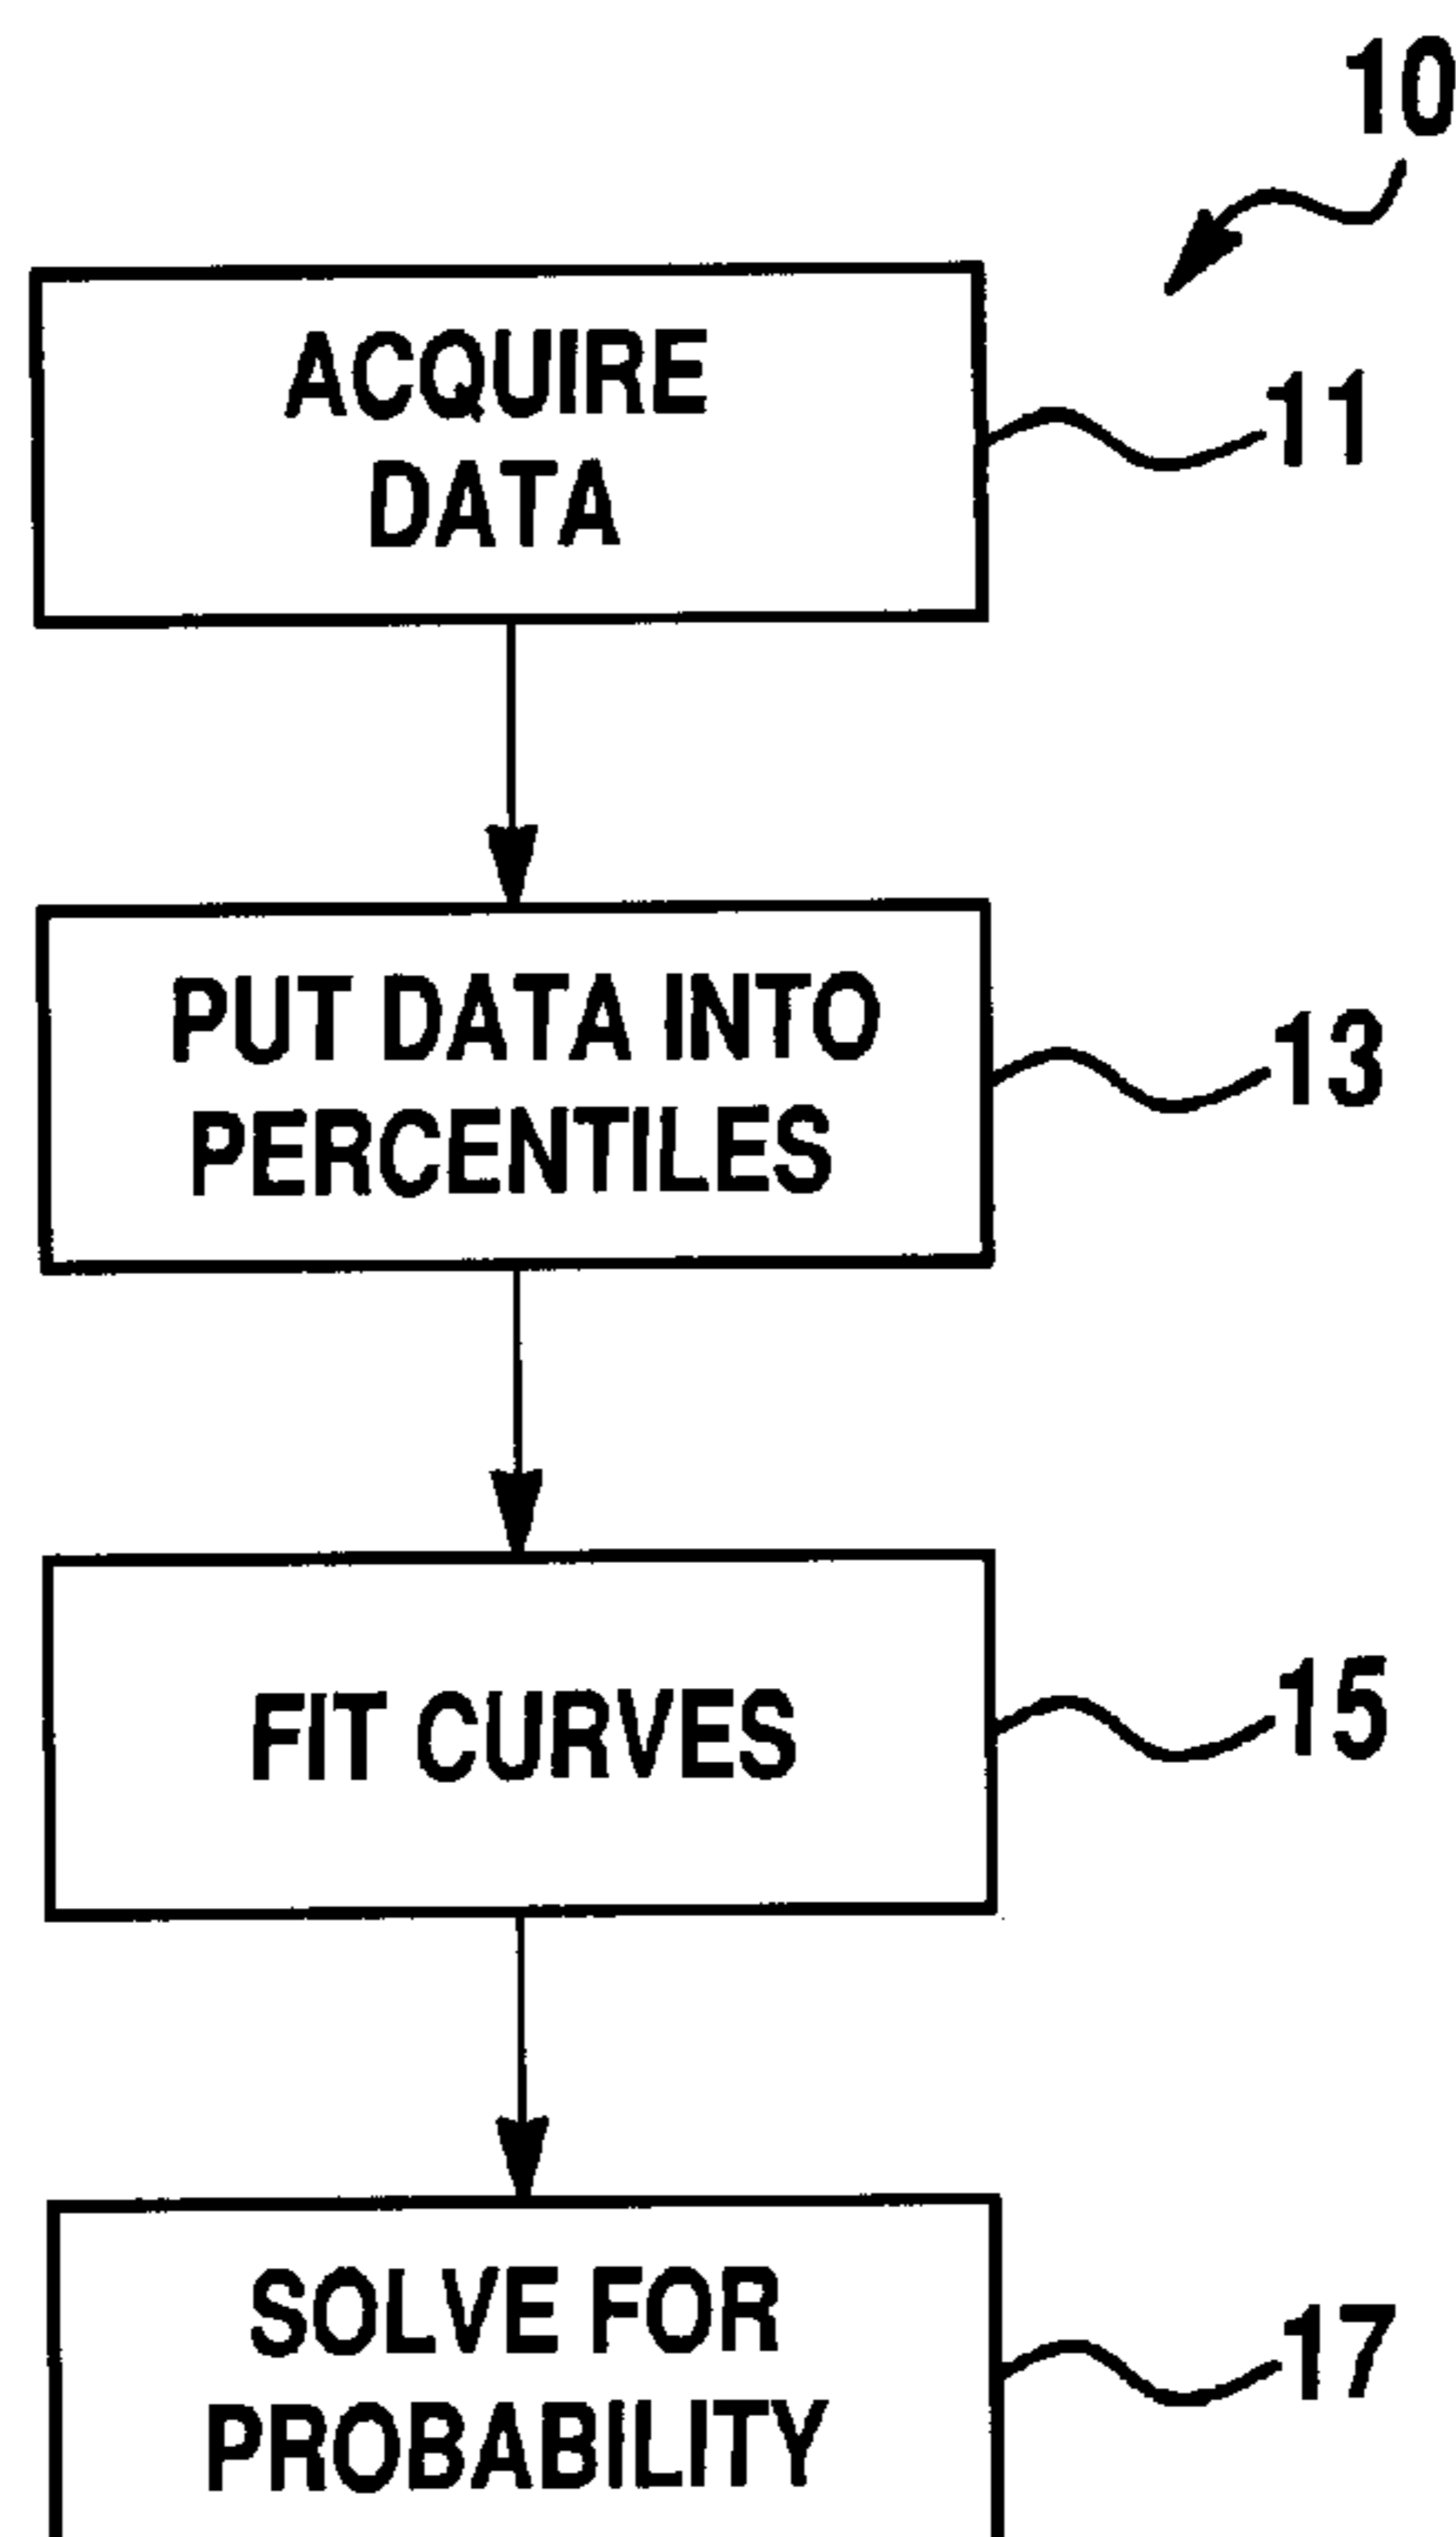 10
ACQUIRE
DATA
11
PUT DATA INTO
PERCENTILES
13
FIT CURVES
15
SOLVE FOR
PROBABILITY
17